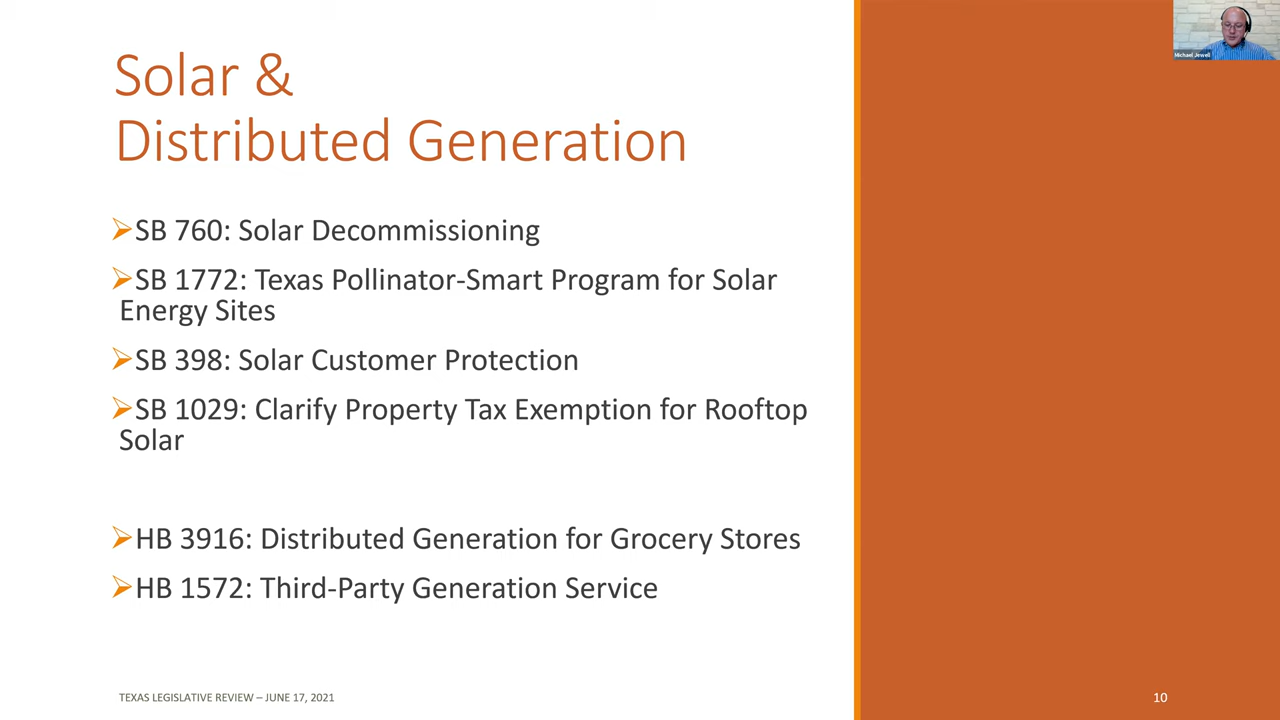 Michael Jewell
Solar &
Distributed Generation
➢SB 760: Solar Decommissioning
➢SB 1772: Texas Pollinator-Smart Program for Solar
Energy Sites
➢SB 398: Solar Customer Protection
➢SB 1029: Clarify Property Tax Exemption for Rooftop
Solar
➢HB 3916: Distributed Generation for Grocery Stores
➢HB 1572: Third-Party Generation Service
TEXAS LEGISLATIVE REVIEW – JUNE 17, 2021
10